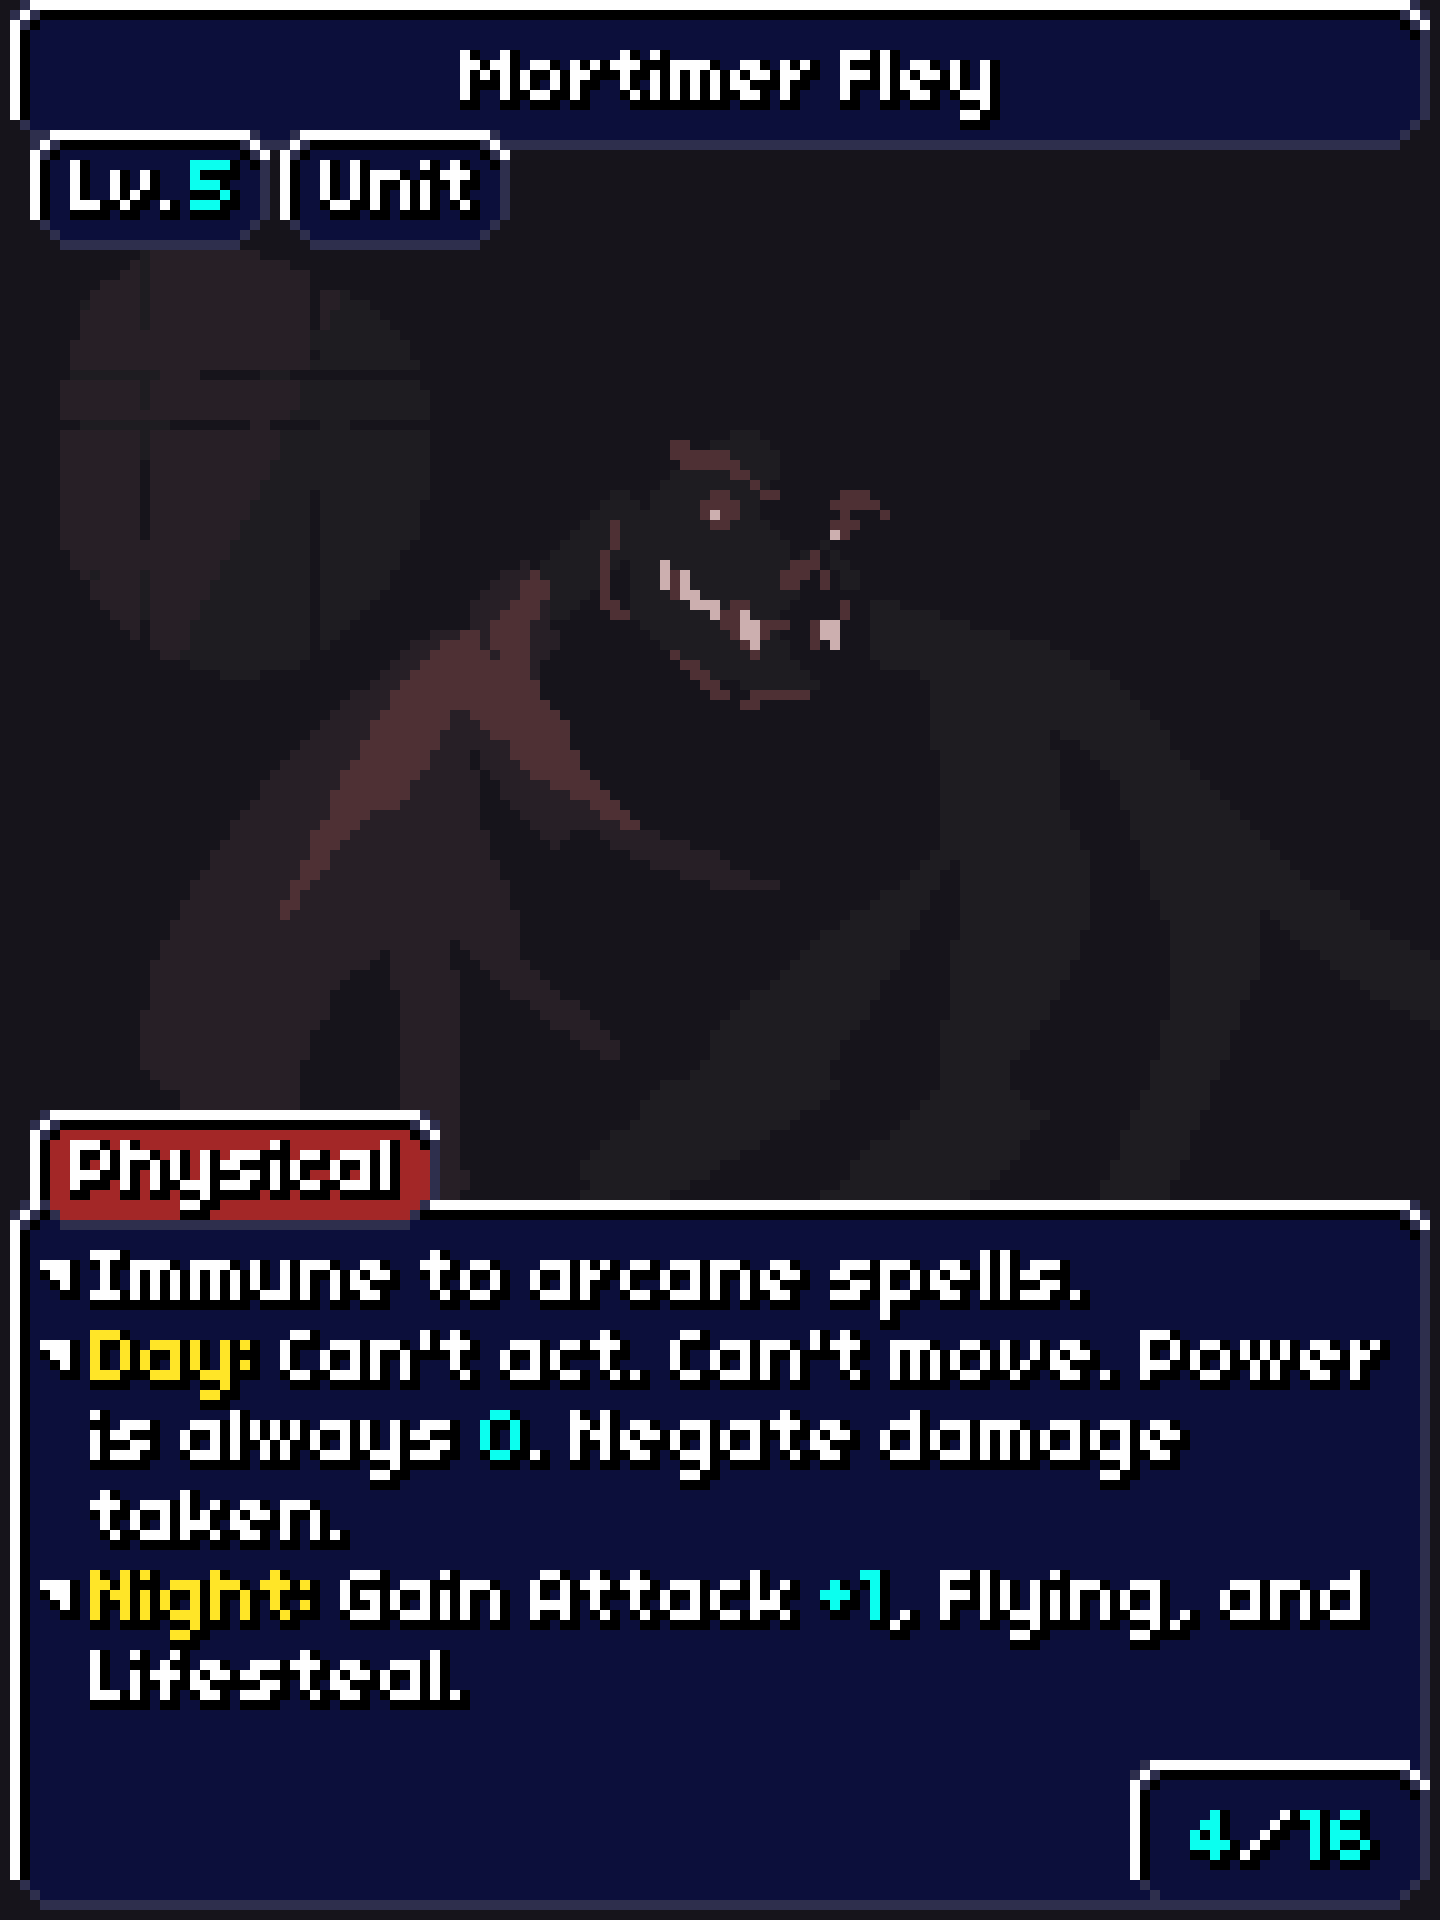 Mortimer Fley
Lv.5 Unit
Physical
Immune to arcane spells.
Day: Can't act. Can't move. Power
is always 0. Negate damage
taken.
Night: Gain Attack +1, Flying, and
Lifesteal.
4/16